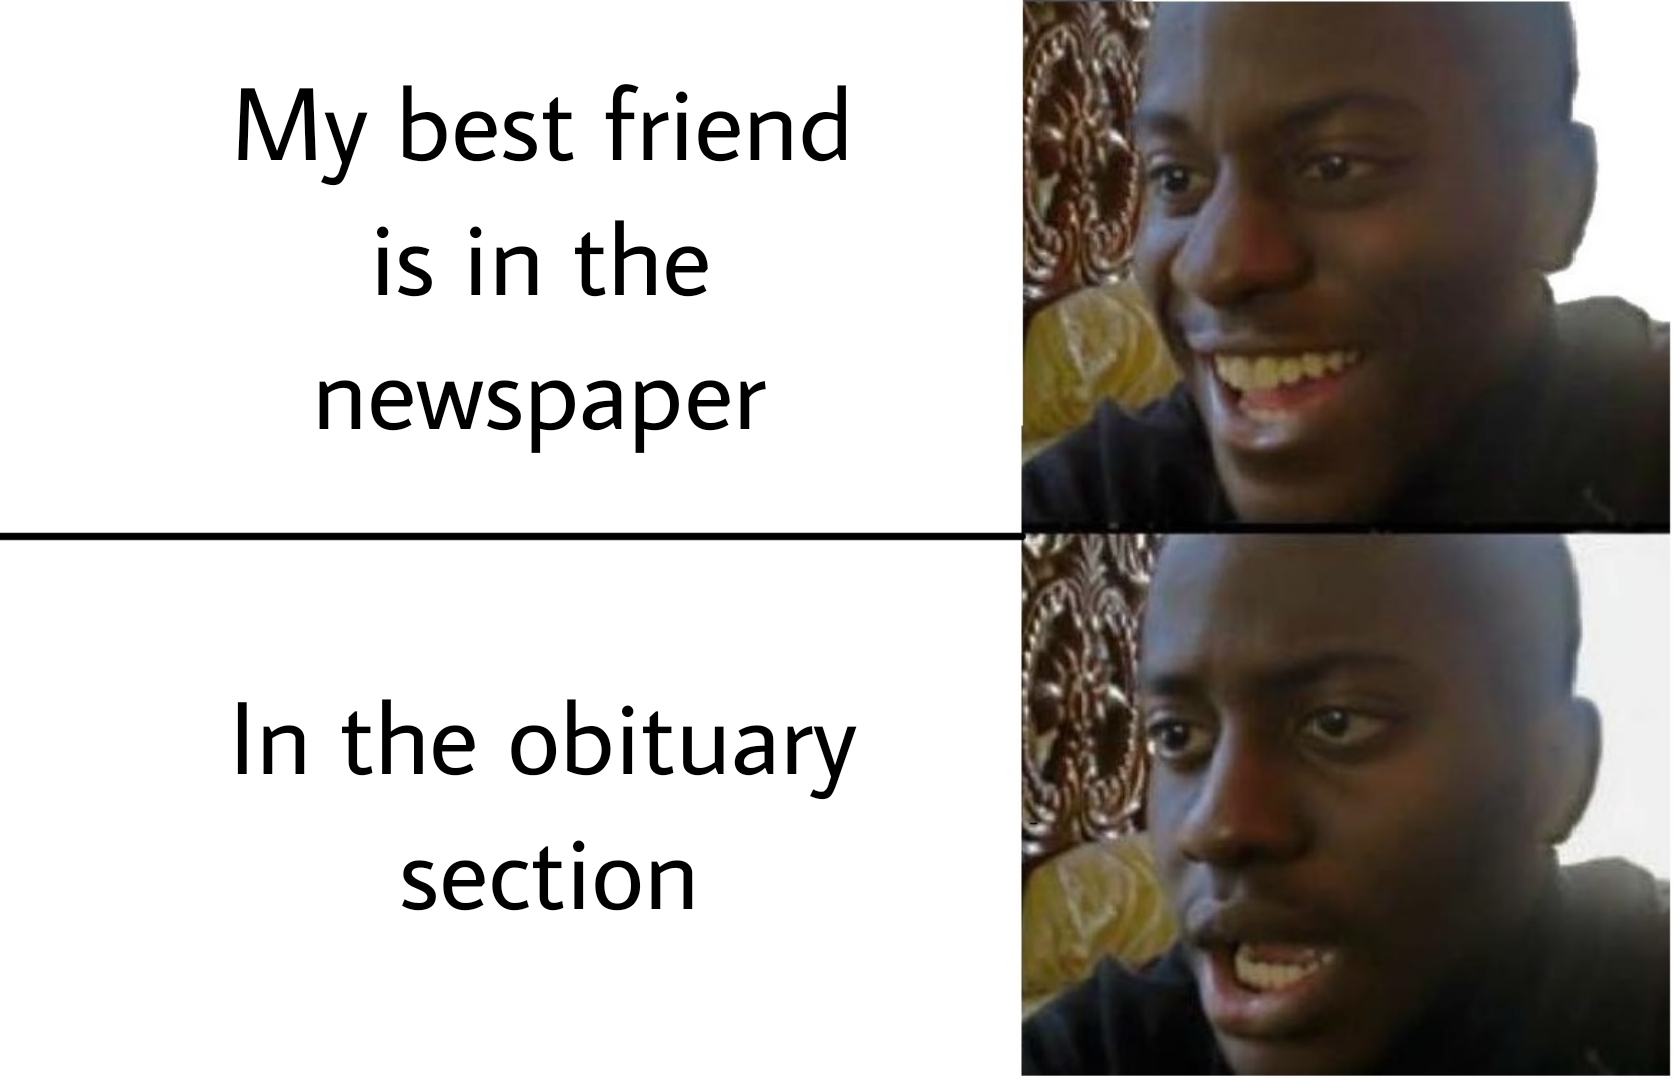 My best friend
is in the
newspaper
In the obituary
section